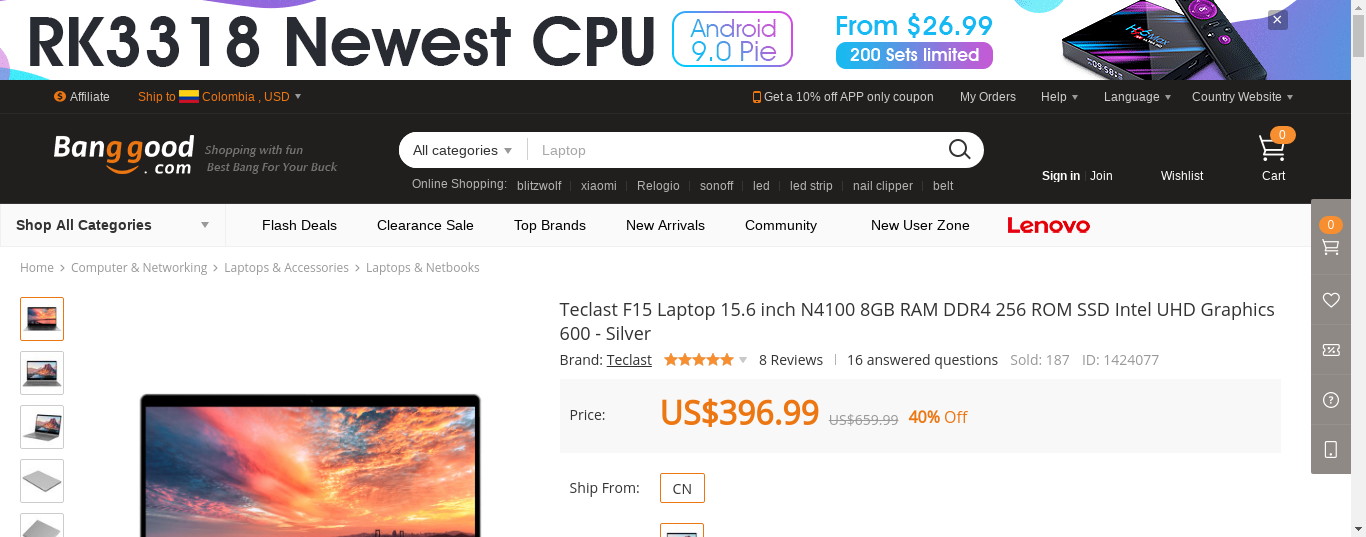 RK3318 Newest CPU
Android
9.0 Pie
From $26.99
200 Sets limited
Affiliate
Ship to Colombia , USD
Get a 10% off APP only coupon
My Orders
Help
Language
Country Website
Banggood
.com
Shopping with fun
Best Bang For Your Buck
All categories
Laptop
0
Online Shopping: blitzwolf xiaomi Relogio sonoff led led strip nail clipper belt
Sign in Join
Wishlist
Cart
Shop All Categories
Flash Deals
Clearance Sale
Top Brands
New Arrivals
Community
New User Zone
Lenovo
0
Home > Computer & Networking > Laptops & Accessories > Laptops & Netbooks
Teclast F15 Laptop 15.6 inch N4100 8GB RAM DDR4 256 ROM SSD Intel UHD Graphics
600 - Silver
Brand: Teclast 8 Reviews 16 answered questions Sold: 187 ID: 1424077
Price: US$396.99 US$659.99 40% Off
Ship From: CN